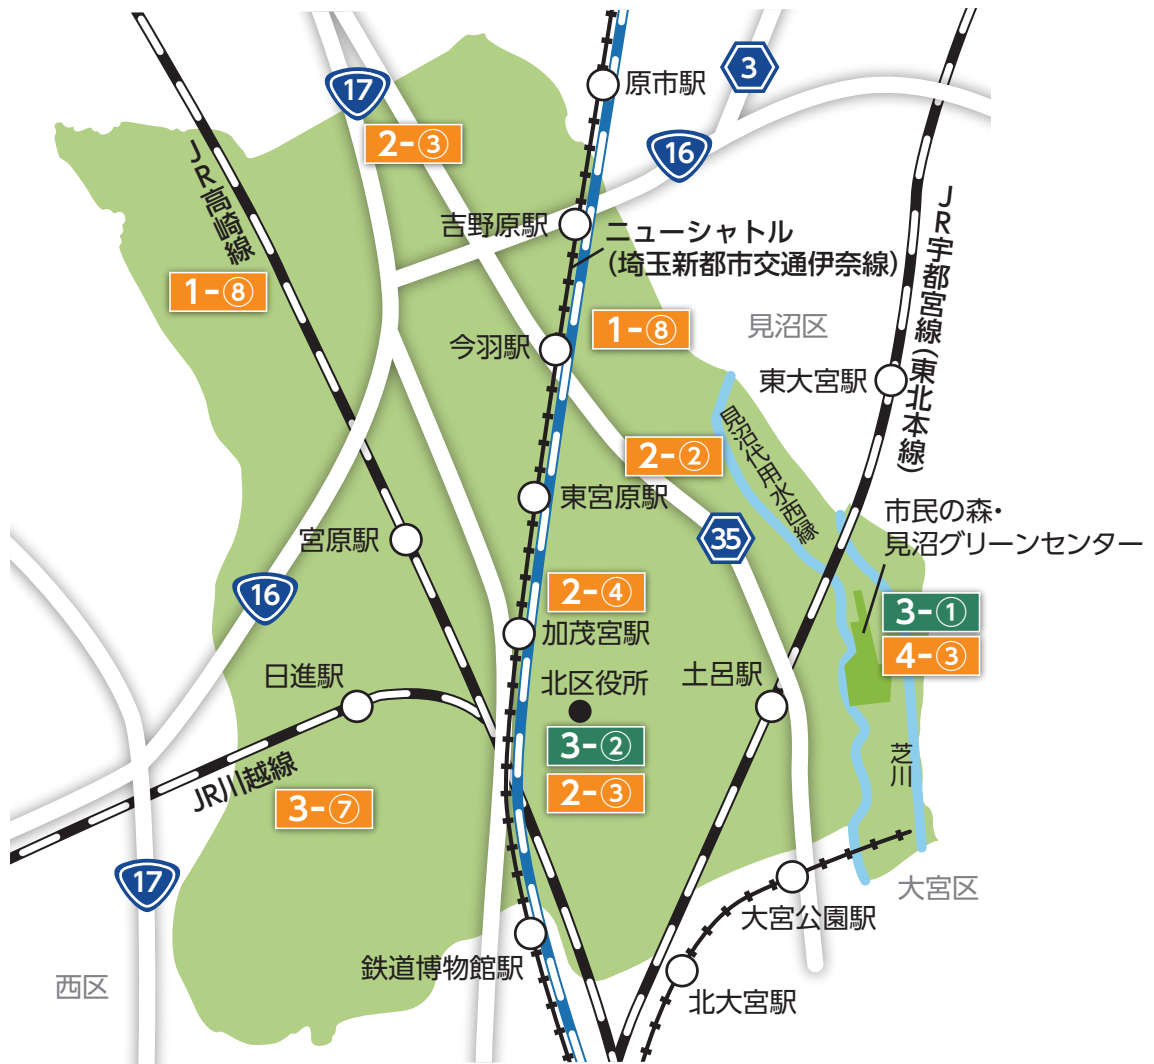 原市駅
3
17
2-③
16
JR高崎線
吉野原駅
ニューシャトル
(埼玉新都市交通伊奈線)
JR宇都宮線(東北本線)
1-⑧
1-⑧
見沼区
今羽駅
東大宮駅
見沼代用水西縁
2-②
東宮原駅
市民の森・
見沼グリーンセンター
宮原駅
35
16
2-④
3-①
加茂宮駅
4-③
日進駅
北区役所
土呂駅
3-②
芝川
JR川越線
2-③
3-⑦
17
大宮区
大宮公園駅
鉄道博物館駅
西区
北大宮駅